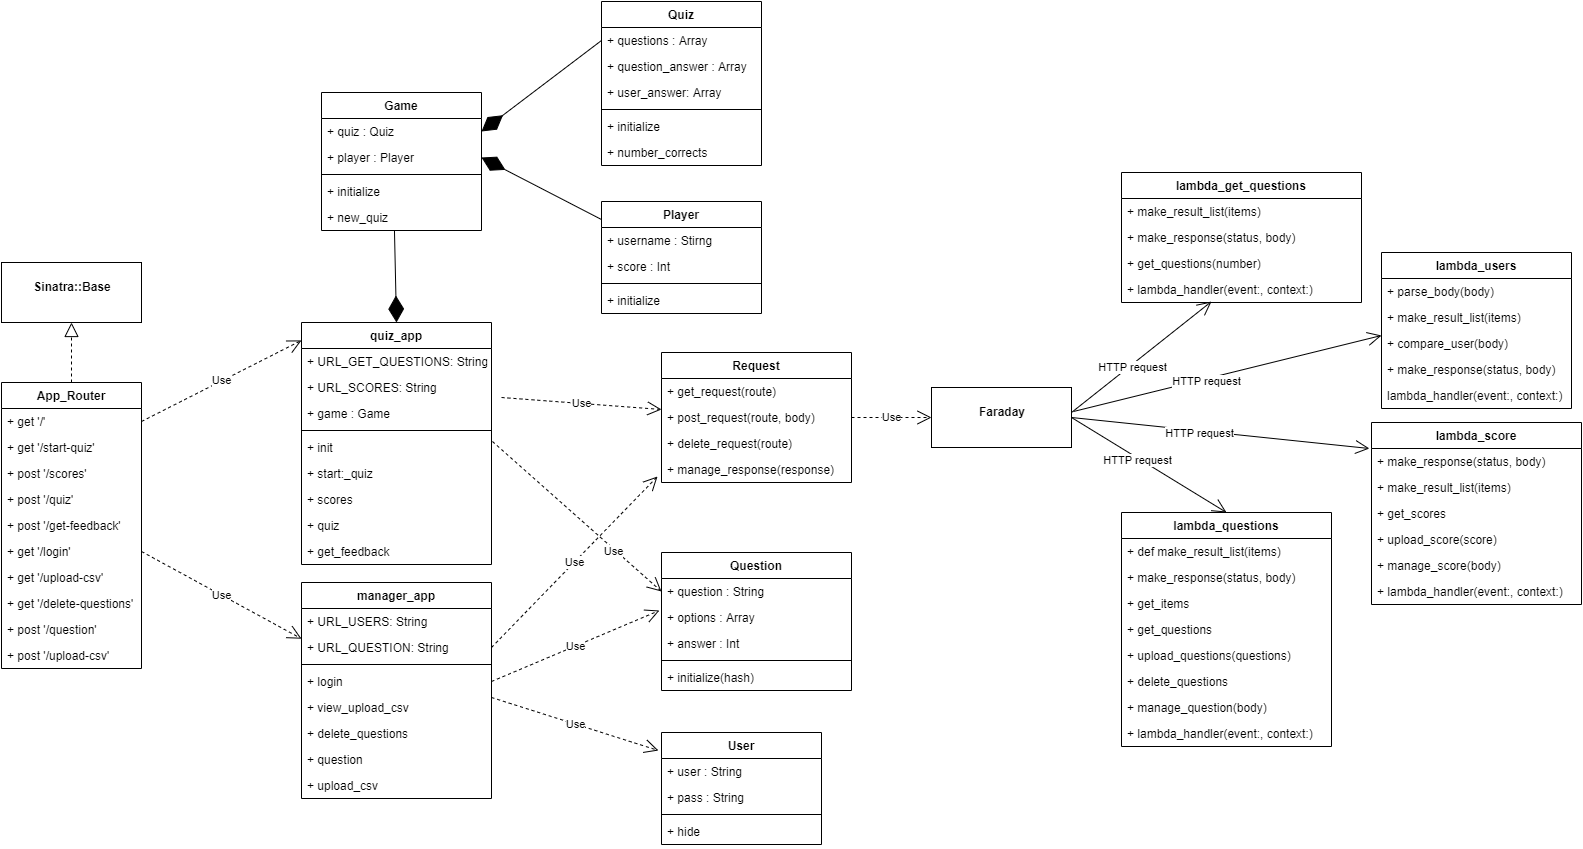 Quiz
+ questions : Array
+ question_answer : Array
+ user_answer: Array
+ initialize
+ number_corrects
Game
+ quiz : Quiz
+ player : Player
+ initialize
+ new_quiz
Player
+ username : Stirng
+ score : Int
+ initialize
Sinatra::Base
App_Router
+ get '/'
+ get '/start-quiz'
+ post '/scores'
+ post '/quiz'
+ post '/get-feedback'
+ get '/login'
+ get '/upload-csv'
+ get '/delete-questions'
+ post '/question'
+ post '/upload-csv'
Use
Use
quiz_app
+ URL_GET_QUESTIONS: String
+ URL_SCORES: String
+ game : Game
+ init
+ start:_quiz
+ scores
+ quiz
+ get_feedback
manager_app
+ URL_USERS: String
+ URL_QUESTION: String
+ login
+ view_upload_csv
+ delete_questions
+ question
+ upload_csv
Use
Use
Use
Use
Use
Request
+ get_request(route)
+ post_request(route, body)
+ delete_request(route)
+ manage_response(response)
Question
+ question : String
+ options : Array
+ answer : Int
+ initialize(hash)
User
+ user : String
+ pass : String
+ hide
Use
Faraday
HTTP request
HTTP request
HTTP request
HTTP request
lambda_get_questions
+ make_result_list(items)
+ make_response(status, body)
+ get_questions(number)
+ lambda_handler(event:, context:)
lambda_users
+ parse_body(body)
+ make_result_list(items)
+ compare_user(body)
+ make_response(status, body)
lambda_handler(event:, context:)
lambda_score
+ make_response(status, body)
+ make_result_list(items)
+ get_scores
+ upload_score(score)
+ manage_score(body)
+ lambda_handler(event:, context:)
lambda_questions
+ def make_result_list(items)
+ make_response(status, body)
+ get_items
+ get_questions
+ upload_questions(questions)
+ delete_questions
+ manage_question(body)
+ lambda_handler(event:, context:)